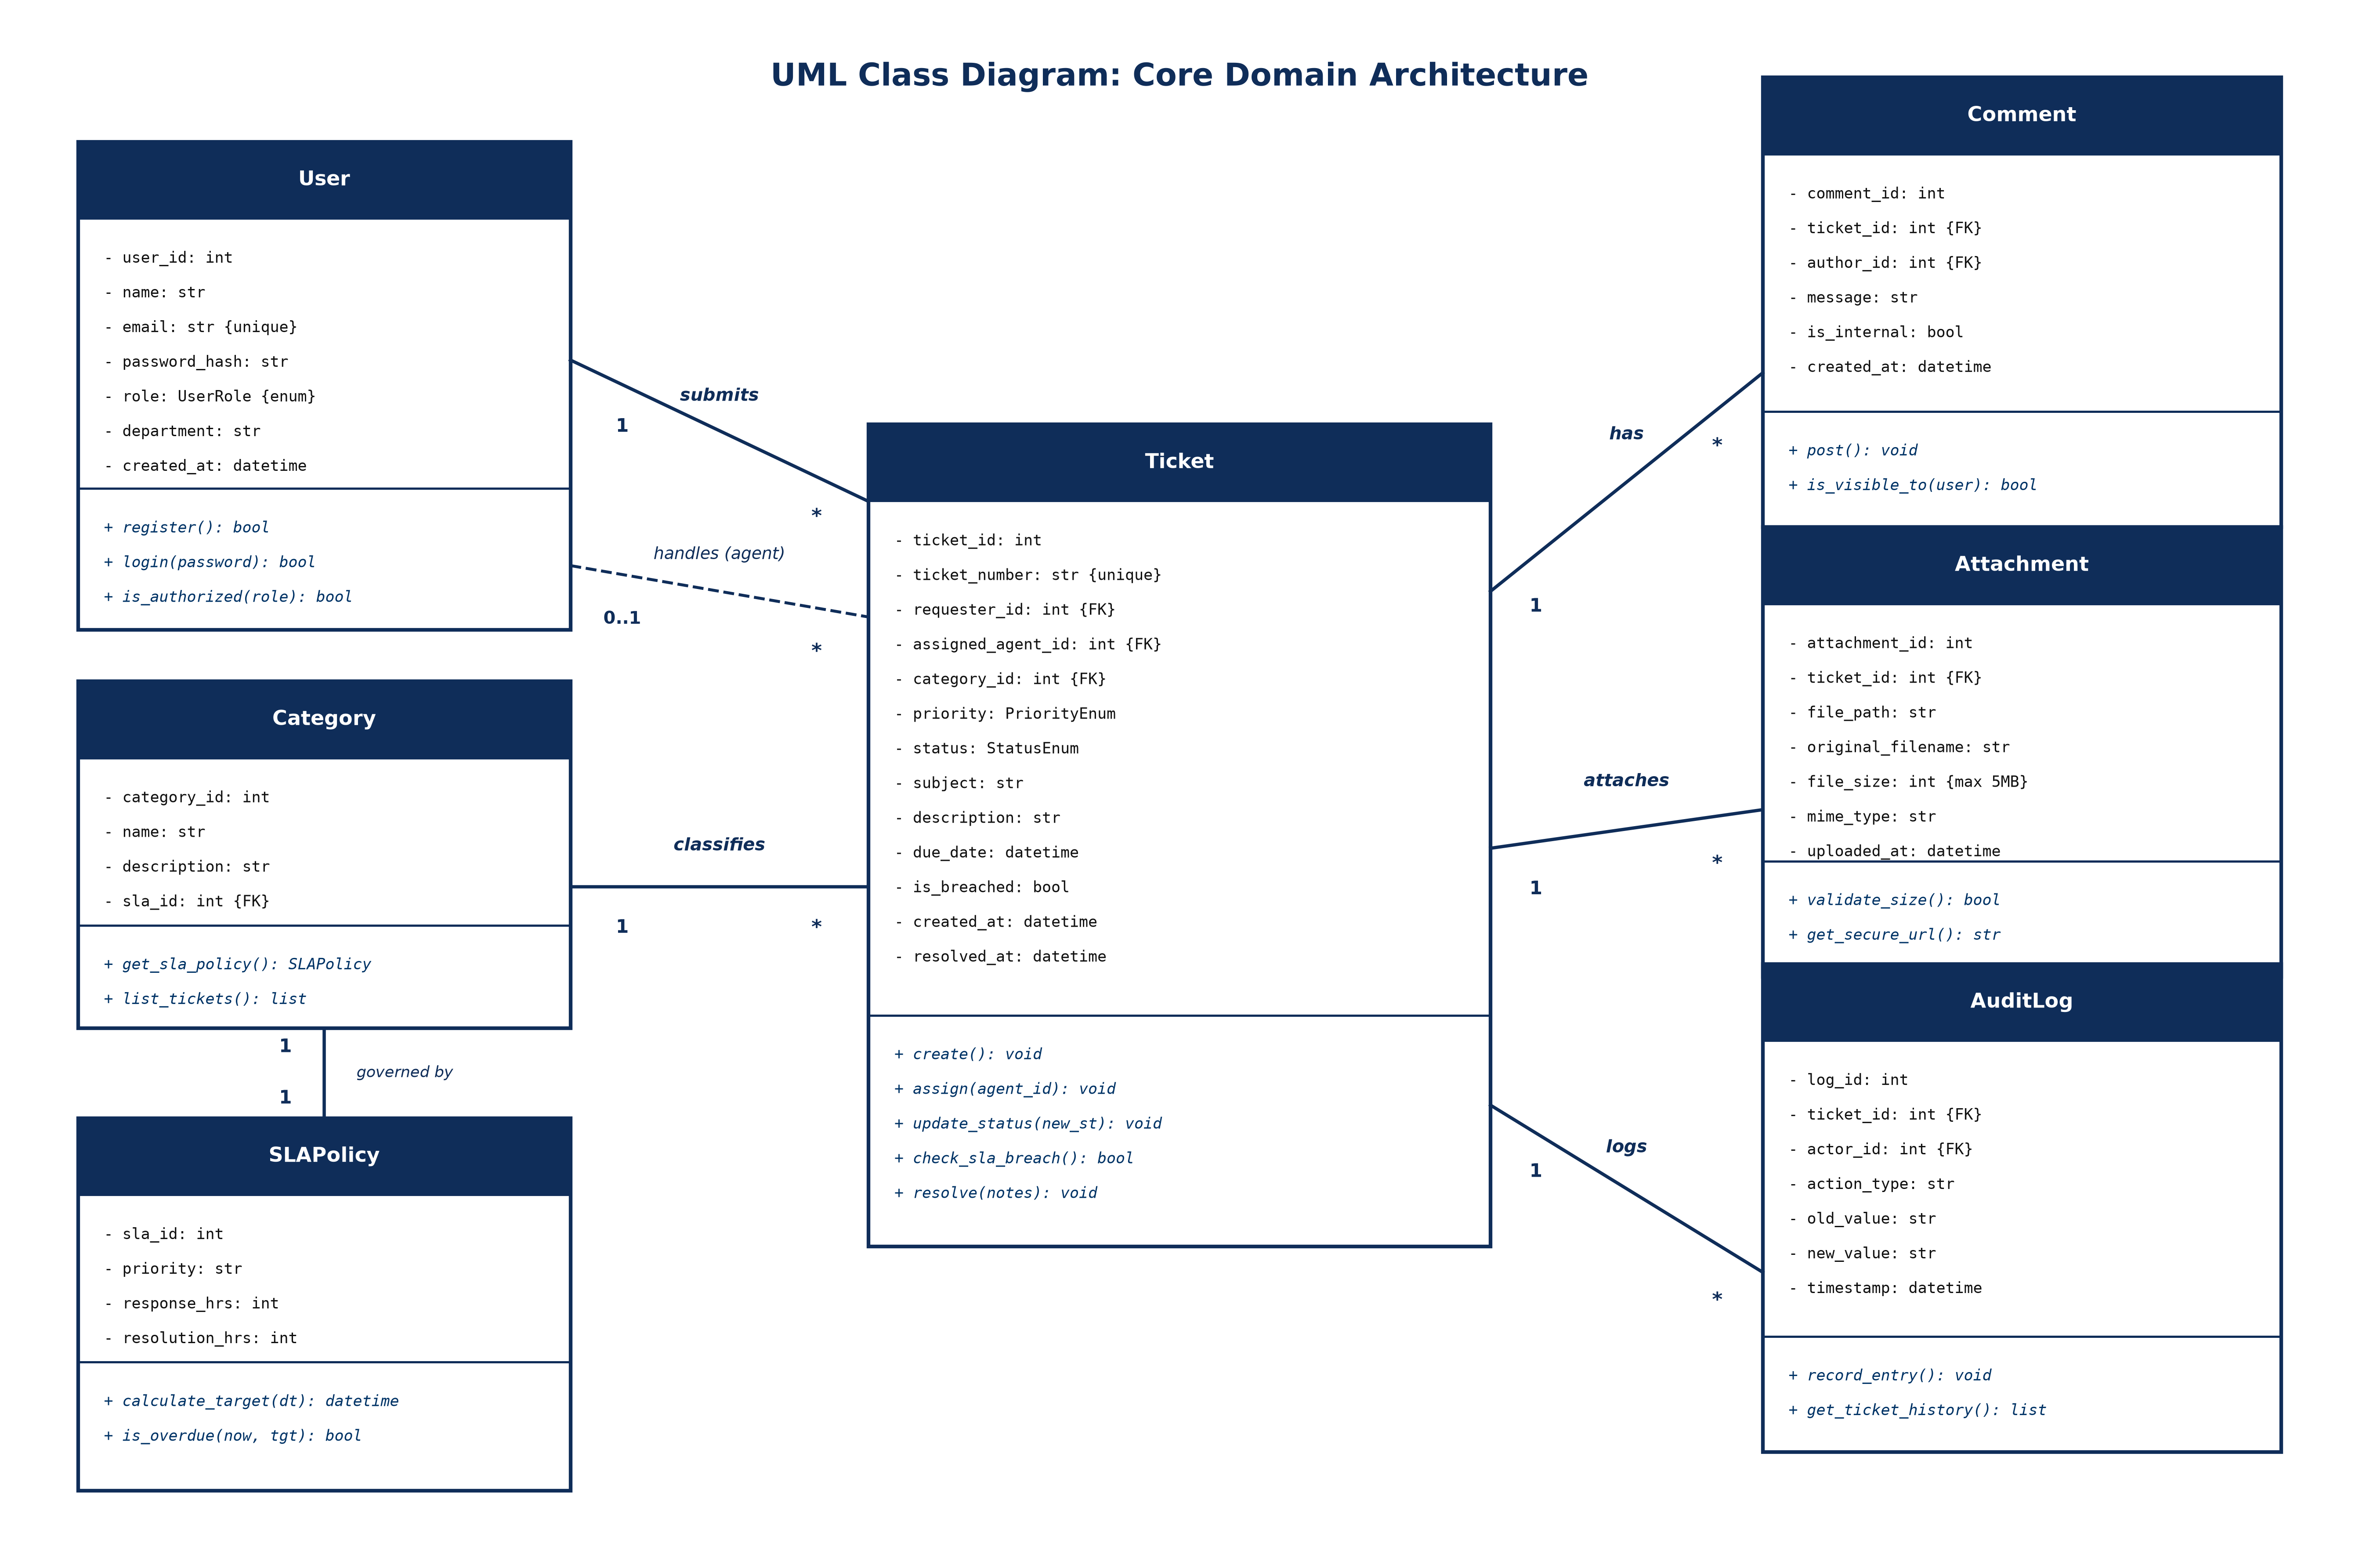 UML Class Diagram: Core Domain Architecture
User
- user_id: int
- name: str
- email: str {unique}
- password_hash: str
- role: UserRole {enum}
- department: str
- created_at: datetime
+ register(): bool
+ login(password): bool
+ is_authorized(role): bool
submits
1
*
handles (agent)
0..1
*
Category
- category_id: int
- name: str
- description: str
- sla_id: int {FK}
+ get_sla_policy(): SLAPolicy
+ list_tickets(): list
classifies
1
*
1
governed by
1
SLAPolicy
- sla_id: int
- priority: str
- response_hrs: int
- resolution_hrs: int
+ calculate_target(dt): datetime
+ is_overdue(now, tgt): bool
Ticket
- ticket_id: int
- ticket_number: str {unique}
- requester_id: int {FK}
- assigned_agent_id: int {FK}
- category_id: int {FK}
- priority: PriorityEnum
- status: StatusEnum
- subject: str
- description: str
- due_date: datetime
- is_breached: bool
- created_at: datetime
- resolved_at: datetime
+ create(): void
+ assign(agent_id): void
+ update_status(new_st): void
+ check_sla_breach(): bool
+ resolve(notes): void
has
*
1
attaches
*
1
logs
1
*
Comment
- comment_id: int
- ticket_id: int {FK}
- author_id: int {FK}
- message: str
- is_internal: bool
- created_at: datetime
+ post(): void
+ is_visible_to(user): bool
Attachment
- attachment_id: int
- ticket_id: int {FK}
- file_path: str
- original_filename: str
- file_size: int {max 5MB}
- mime_type: str
- uploaded_at: datetime
+ validate_size(): bool
+ get_secure_url(): str
AuditLog
- log_id: int
- ticket_id: int {FK}
- actor_id: int {FK}
- action_type: str
- old_value: str
- new_value: str
- timestamp: datetime
+ record_entry(): void
+ get_ticket_history(): list